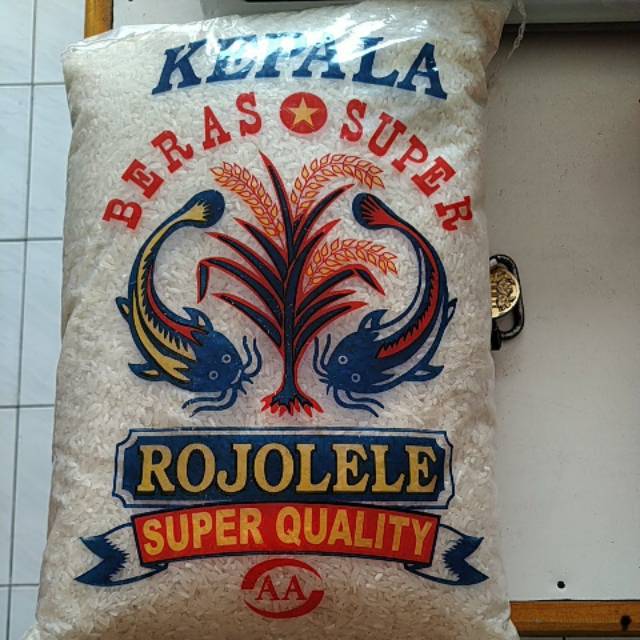 KEPALA
BERAS SUPER
ROJOLELE
SUPER QUALITY
AA